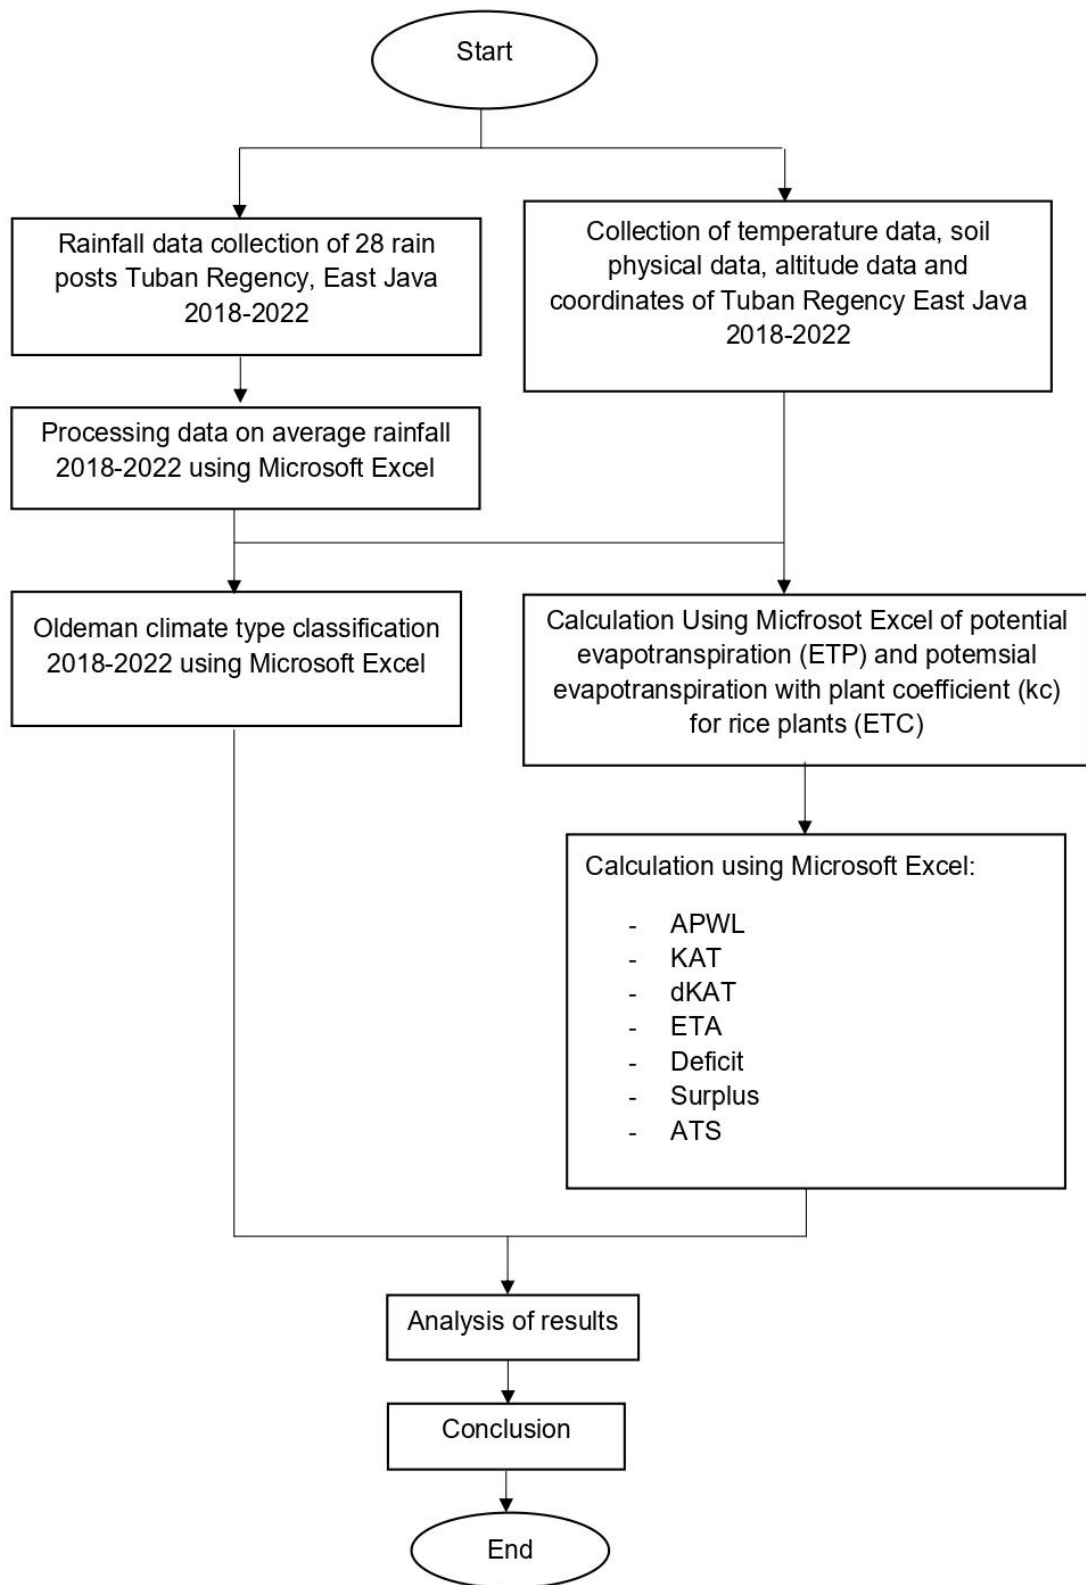 Start
Rainfall data collection of 28 rain
posts Tuban Regency, East Java
2018-2022
Collection of temperature data, soil
physical data, altitude data and
coordinates of Tuban Regency East Java
2018-2022
Processing data on average rainfall
2018-2022 using Microsoft Excel
Oldeman climate type classification
2018-2022 using Microsoft Excel
Calculation Using Micfrosot Excel of potential
evapotranspiration (ETP) and potemsial
evapotranspiration with plant coefficient (kc)
for rice plants (ETC)
Calculation using Microsoft Excel:
- APWL
- KAT
- dKAT
- ETA
- Deficit
- Surplus
- ATS
Analysis of results
Conclusion
End